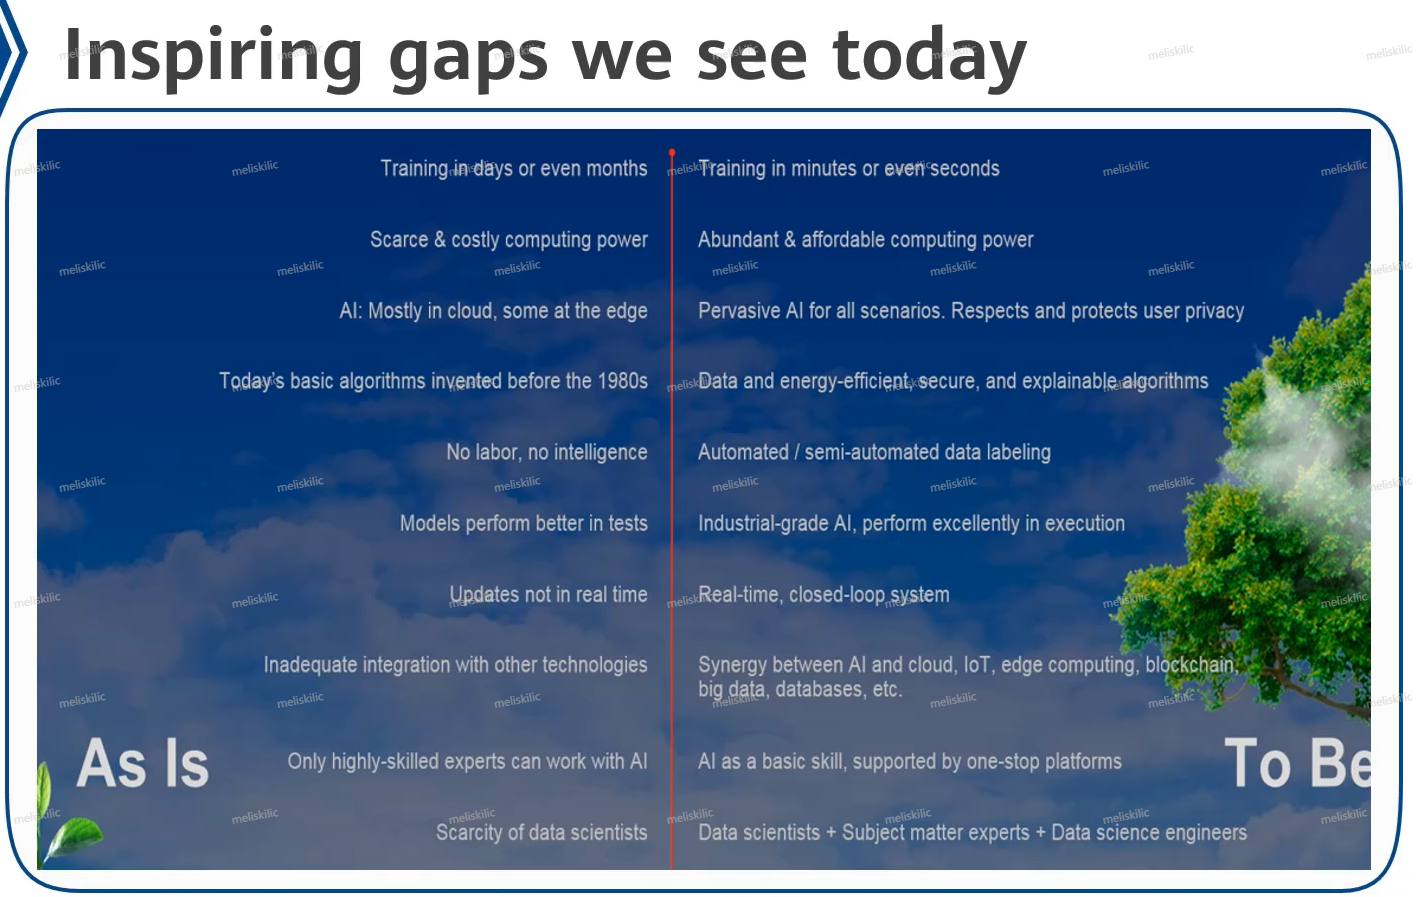 Inspiring gaps we see today
Training in days or even months
Training in minutes or even seconds
Scarce & costly computing power
Abundant & affordable computing power
AI: Mostly in cloud, some at the edge
Pervasive AI for all scenarios. Respects and protects user privacy
Today's basic algorithms invented before the 1980s
Data and energy-efficient, secure, and explainable algorithms
No labor, no intelligence
Automated / semi-automated data labeling
Models perform better in tests
Industrial-grade AI, perform excellently in execution
Updates not in real time
Real-time, closed-loop system
Inadequate integration with other technologies
Synergy between AI and cloud, IoT, edge computing, blockchain,
big data, databases, etc.
As Is
Only highly-skilled experts can work with AI
AI as a basic skill, supported by one-stop platforms
To Be
Scarcity of data scientists
Data scientists + Subject matter experts + Data science engineers
meliskilic